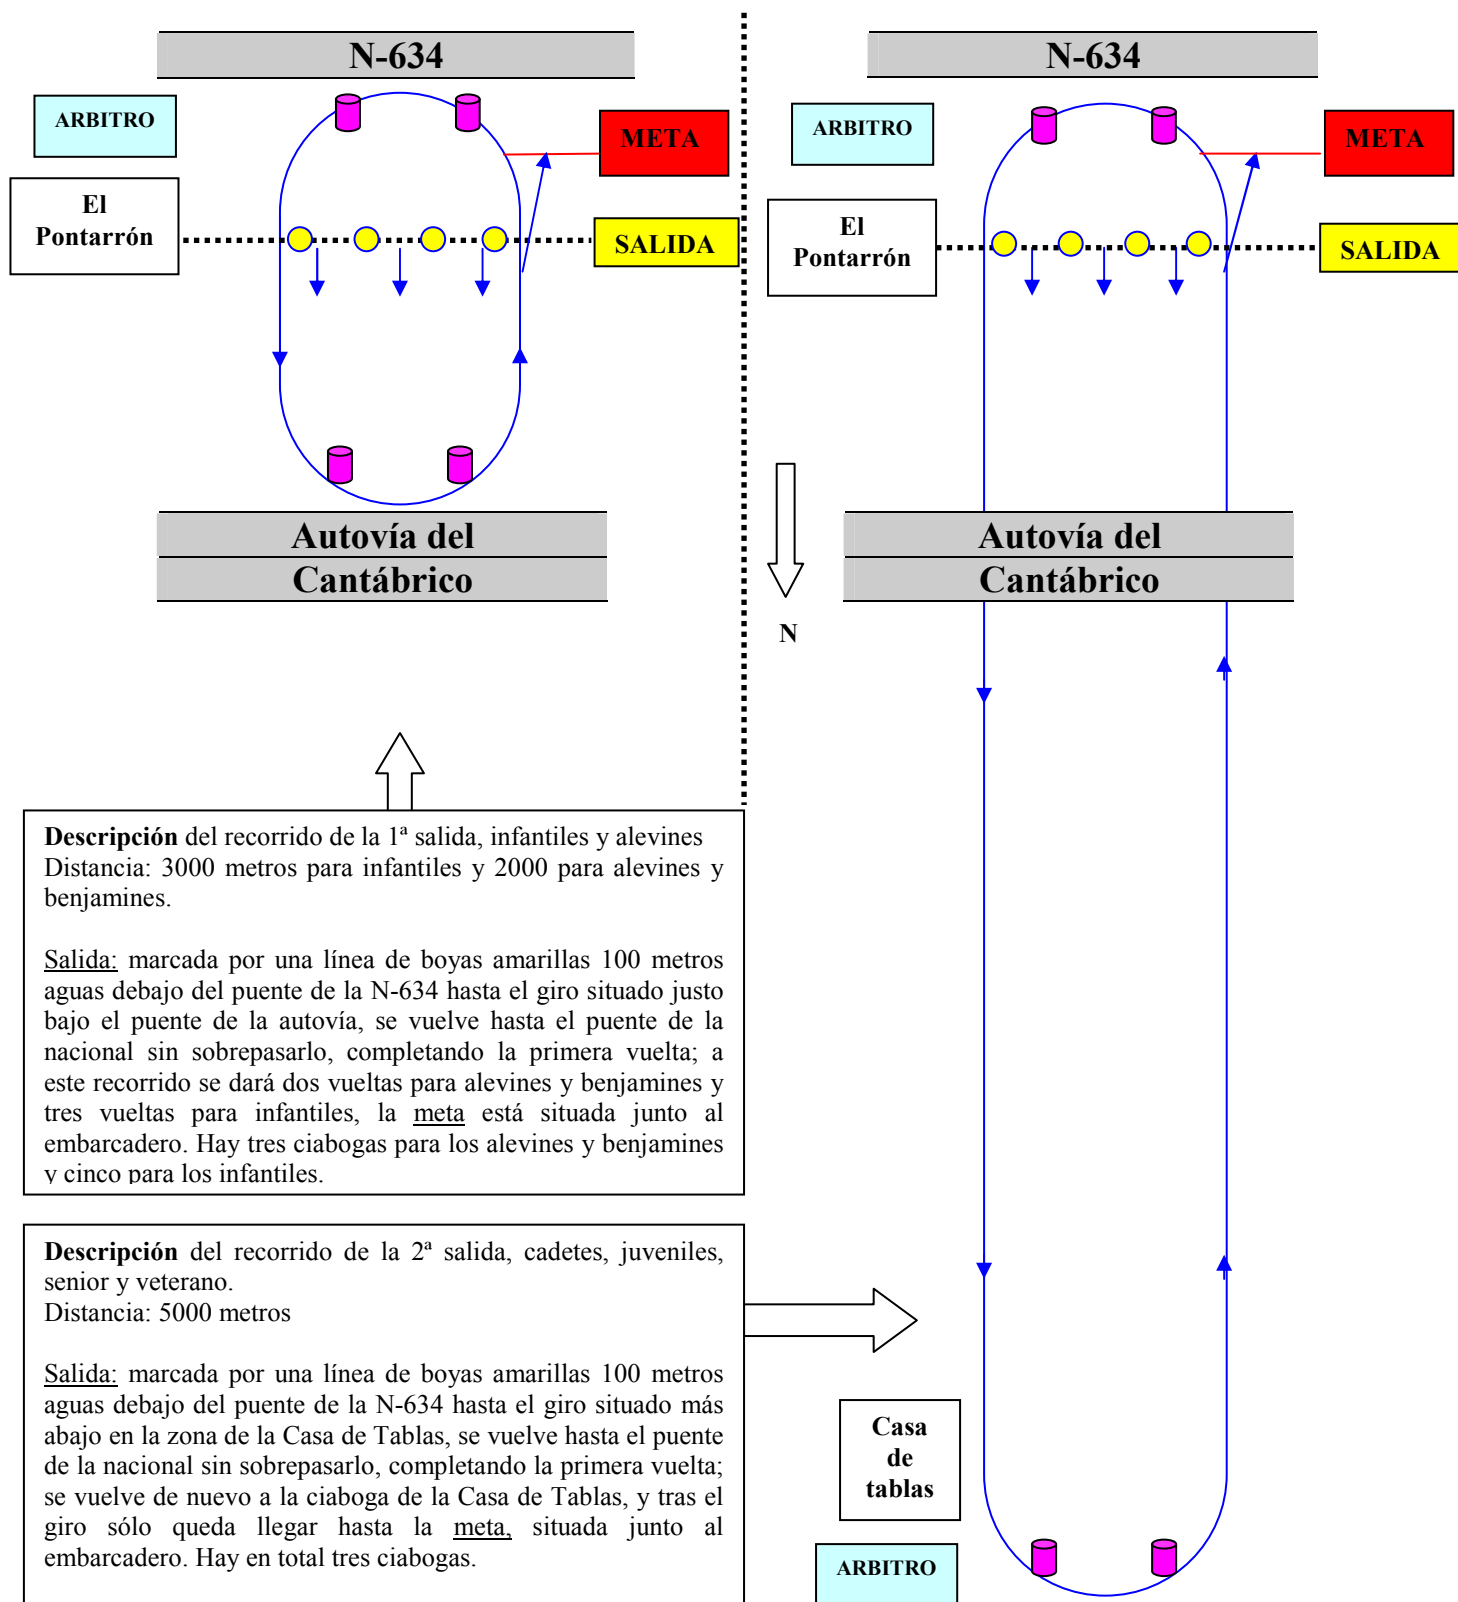 N-634
ARBITRO
META
El
Pontarrón
SALIDA
Autovía del
Cantábrico
N-634
ARBITRO
META
El
Pontarrón
SALIDA
Autovía del
Cantábrico
N
Descripción del recorrido de la 1ª salida, infantiles y alevines
Distancia: 3000 metros para infantiles y 2000 para alevines y
benjamines.
Salida: marcada por una línea de boyas amarillas 100 metros
aguas debajo del puente de la N-634 hasta el giro situado justo
bajo el puente de la autovía, se vuelve hasta el puente de la
nacional sin sobrepasarlo, completando la primera vuelta; a
este recorrido se dará dos vueltas para alevines y benjamines y
tres vueltas para infantiles, la meta está situada junto al
embarcadero. Hay tres ciabogas para los alevines y benjamines
y cinco para los infantiles.
Descripción del recorrido de la 2ª salida, cadetes, juveniles,
senior y veterano.
Distancia: 5000 metros
Salida: marcada por una línea de boyas amarillas 100 metros
aguas debajo del puente de la N-634 hasta el giro situado más
abajo en la zona de la Casa de Tablas, se vuelve hasta el puente
de la nacional sin sobrepasarlo, completando la primera vuelta;
se vuelve de nuevo a la ciaboga de la Casa de Tablas, y tras el
giro sólo queda llegar hasta la meta, situada junto al
embarcadero. Hay en total tres ciabogas.
Casa
de
tablas
ARBITRO